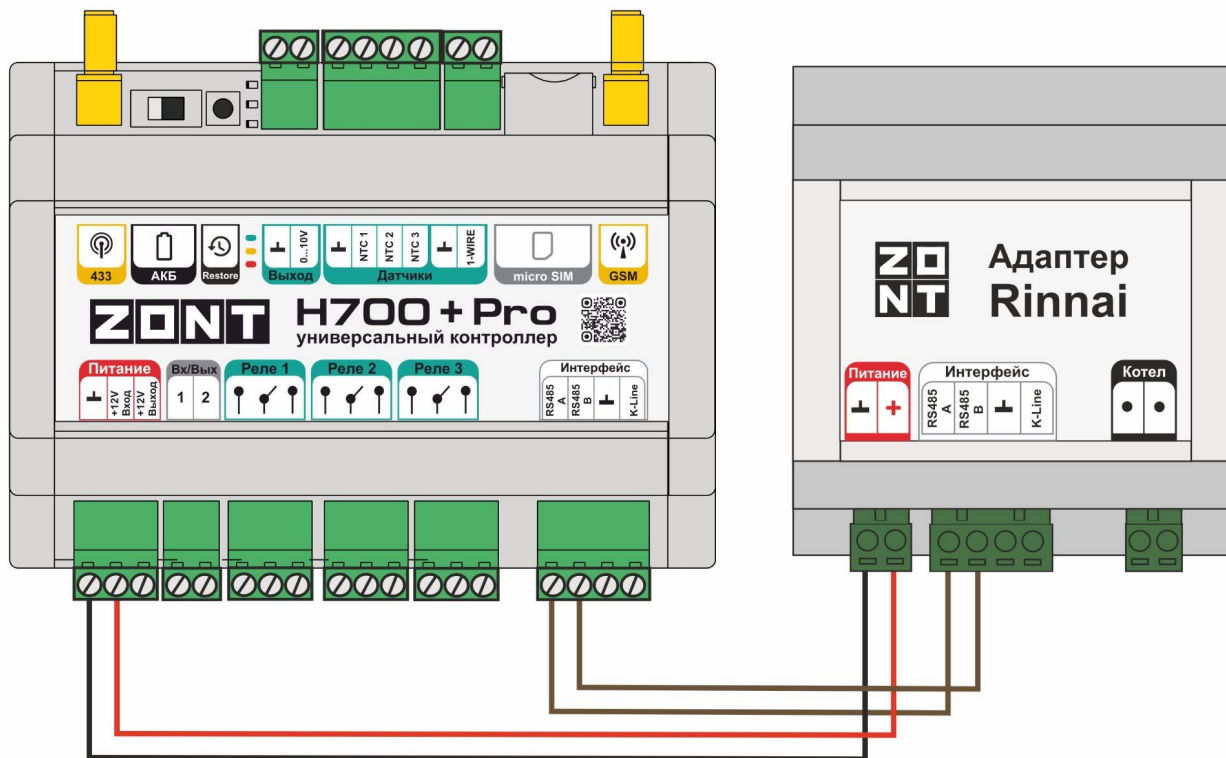 433
АКБ
Restore
0...10V
Выход
NTC 1
NTC 2
NTC 3
1-WIRE
Датчики
micro SIM
GSM
ZONT
H700+Pro
универсальный контроллер
Питание
+12V
Вход
+12V
Выход
Вх/Вых
1 2
Реле 1
Реле 2
Реле 3
Интерфейс
RS485
A
RS485
B
K-Line
ZO
NT
Адаптер
Rinnai
Питание
+
Интерфейс
RS485
A
RS485
B
K-Line
Котел